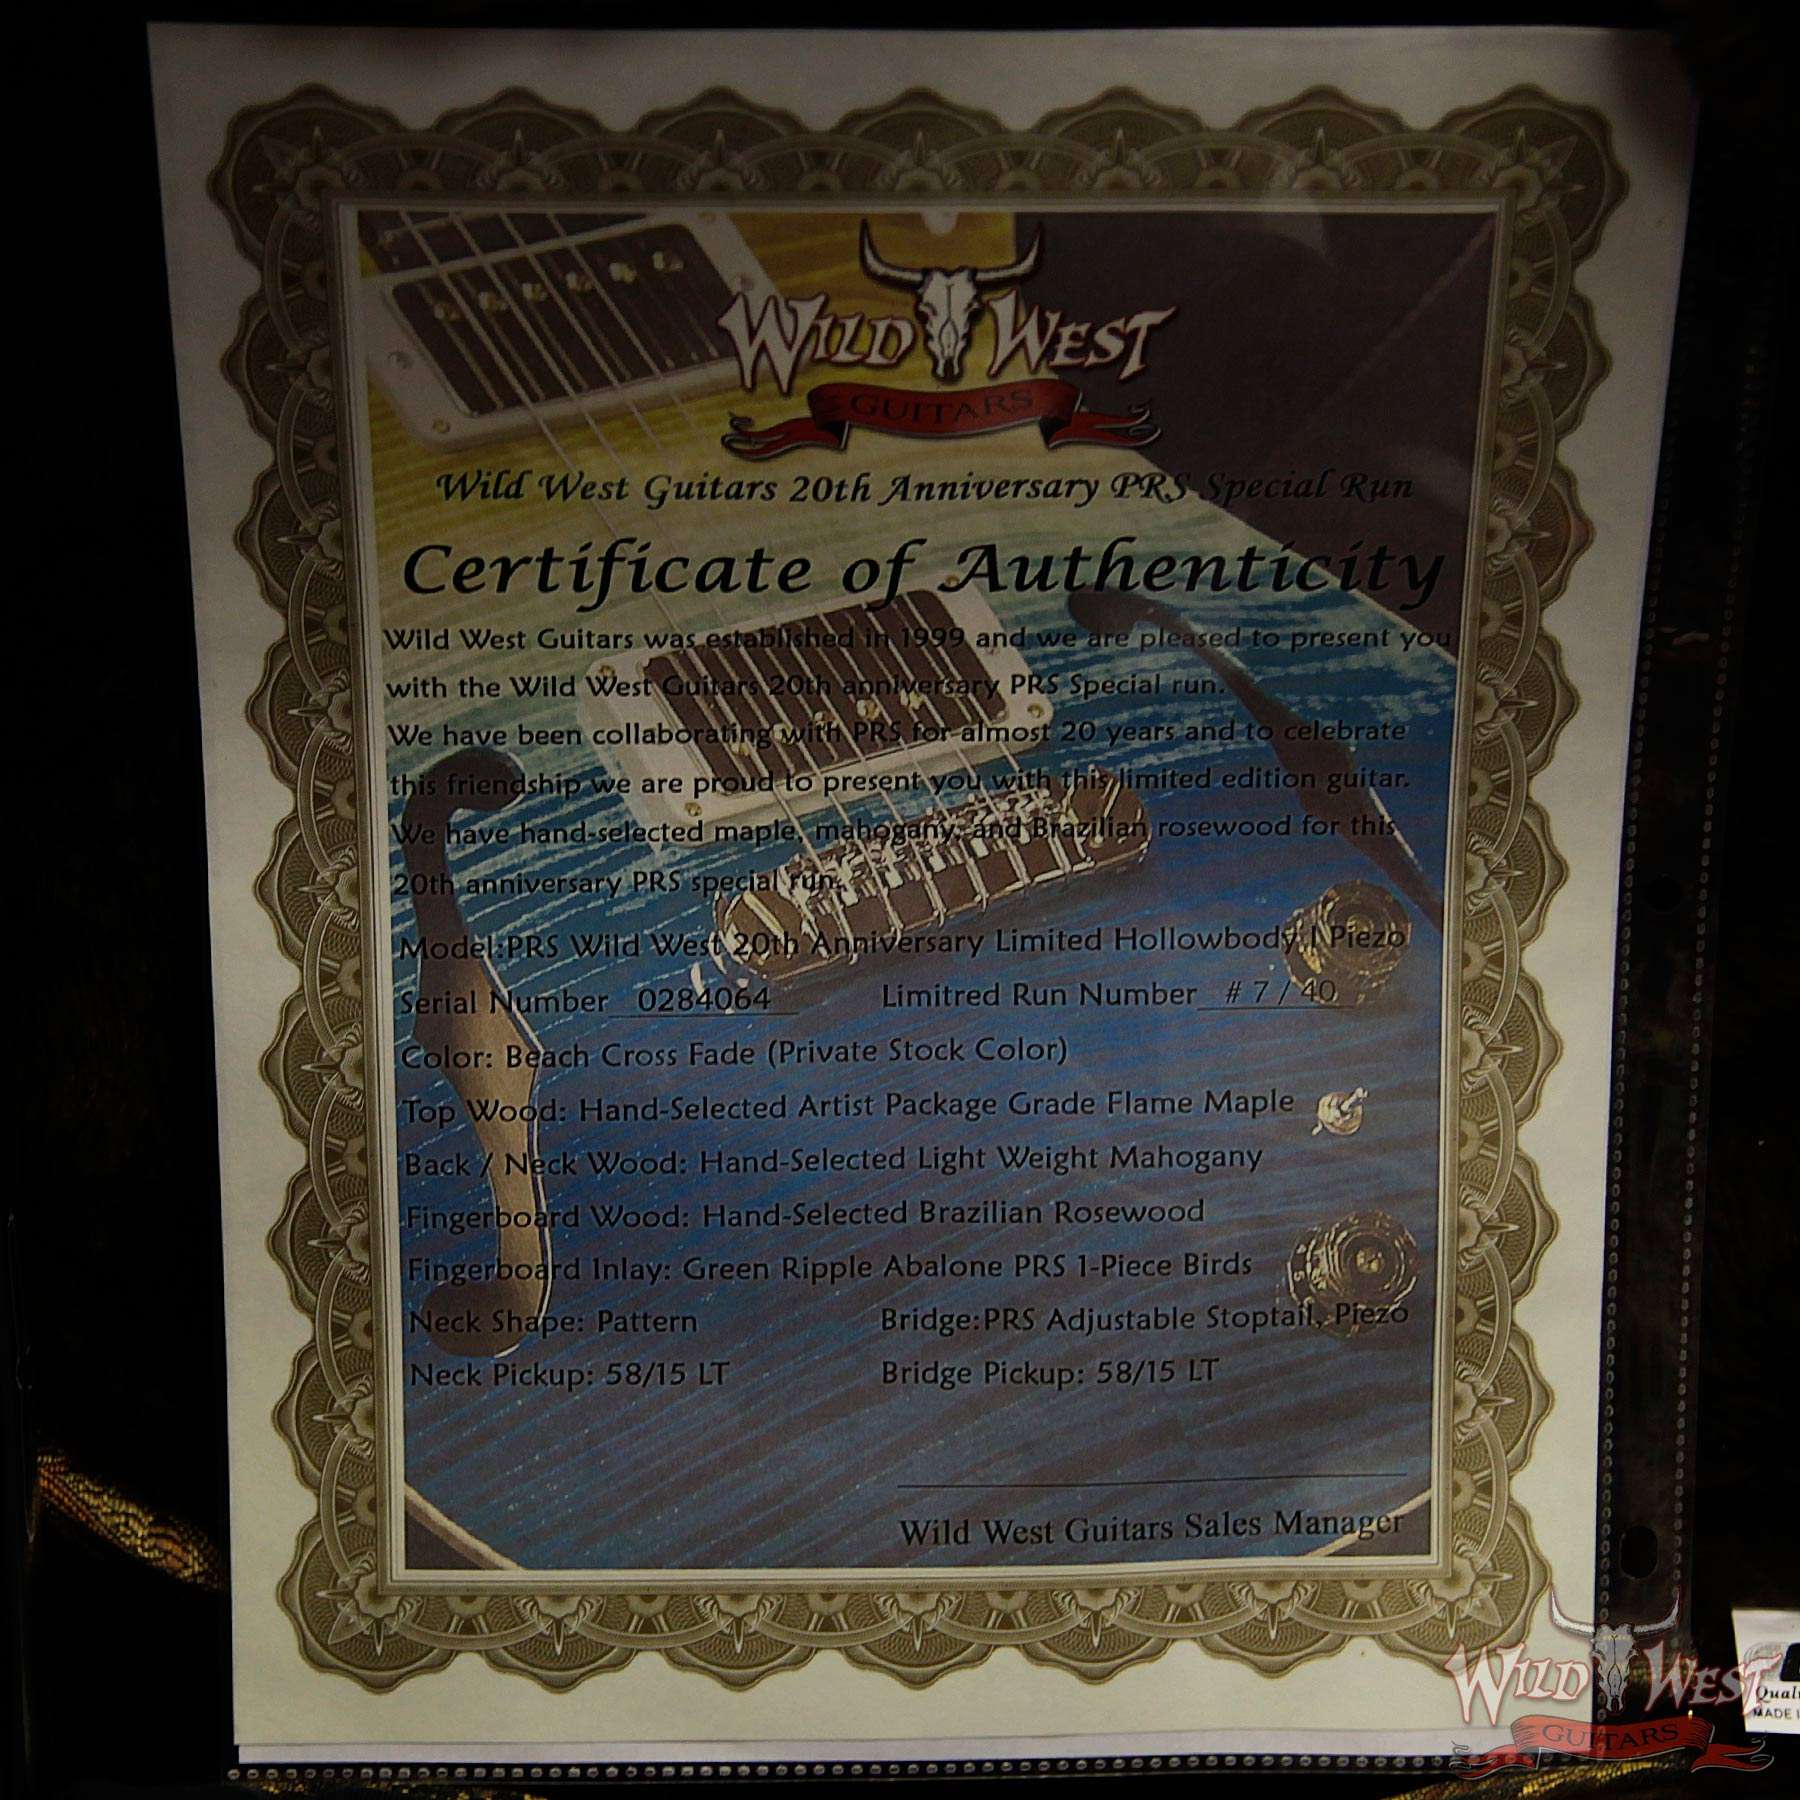 WILD WEST
GUITARS
Wild West Guitars 20th Anniversary PRS Special Run
Certificate of Authenticity
Wild West Guitars was established in 1999 and we are pleased to present you
with the Wild West Guitars 20th anniversary PRS Special run.
We have been collaborating with PRS for almost 20 years and to celebrate
this friendship we are proud to present you with this limited edition guitar.
We have hand-selected maple, mahogany, and Brazilian rosewood for this
20th anniversary PRS special run.
Model:PRS Wild West 20th Anniversary Limited Hollowbody I Piezo
Serial Number 0284064 Limitred Run Number # 7 / 40
Color: Beach Cross Fade (Private Stock Color)
Top Wood: Hand-Selected Artist Package Grade Flame Maple
Back / Neck Wood: Hand-Selected Light Weight Mahogany
Fingerboard Wood: Hand-Selected Brazilian Rosewood
Fingerboard Inlay: Green Ripple Abalone PRS 1-Piece Birds
Neck Shape: Pattern Bridge:PRS Adjustable Stoptail, Piezo
Neck Pickup: 58/15 LT Bridge Pickup: 58/15 LT
Wild West Guitars Sales Manager
WILD WEST
GUITARS
MADE